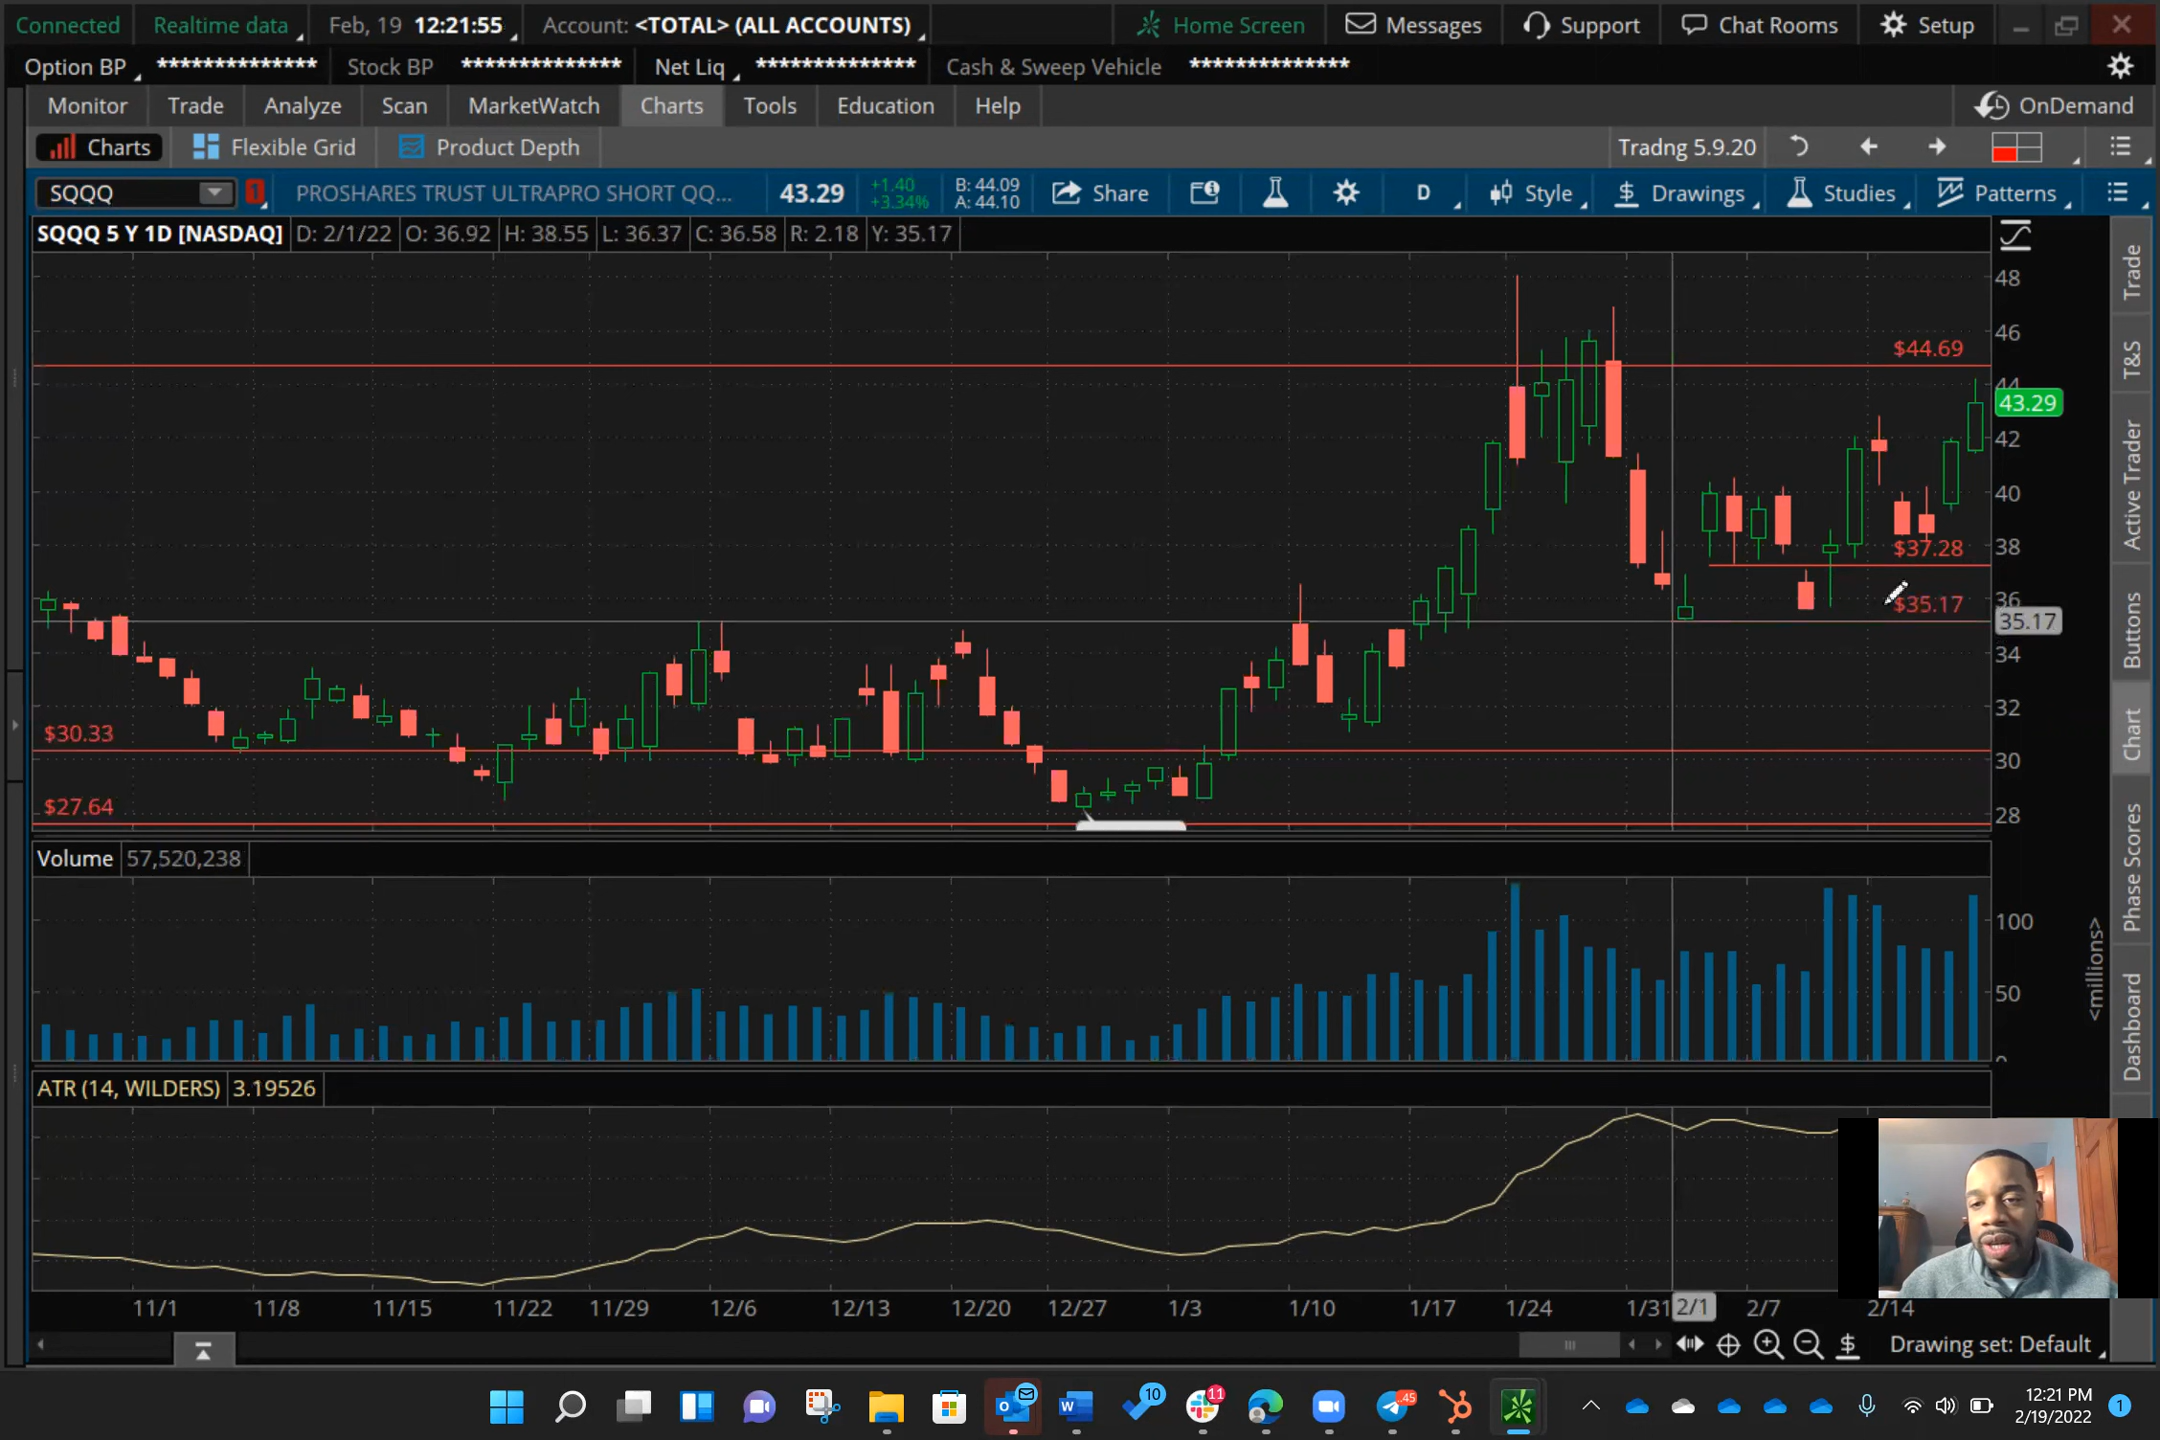 Connected Realtime data Feb, 19 12:21:55 Account: <TOTAL> (ALL ACCOUNTS) Home Screen Messages Support Chat Rooms Setup
Option BP ************** Stock BP ************** Net Liq ************** Cash & Sweep Vehicle **************
Monitor Trade Analyze Scan MarketWatch Charts Tools Education Help OnDemand
Charts Flexible Grid Product Depth Tradng 5.9.20
SQQQ 1 PROSHARES TRUST ULTRAPRO SHORT QQ... 43.29 +1.40 B: 44.09 Share D Style Drawings Studies Patterns
+3.34% A: 44.10
SQQQ 5 Y 1D [NASDAQ] D: 2/1/22 O: 36.92 H: 38.55 L: 36.37 C: 36.58 R: 2.18 Y: 35.17
48
46
$44.69
44
43.29
42
40
38
$37.28
36
$35.17
35.17
34
32
$30.33
30
$27.64
28
Volume 57,520,238
100
50
0
<millions>
ATR (14, WILDERS) 3.19526
11/1 11/8 11/15 11/22 11/29 12/6 12/13 12/20 12/27 1/3 1/10 1/17 1/24 1/31 2/1 2/7 2/14
Drawing set: Default
Trade
T&S
Active Trader
Buttons
Chart
Phase Scores
Dashboard
10 11 45
12:21 PM
2/19/2022
1